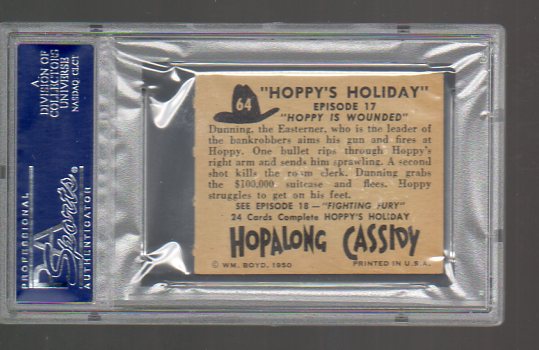 A
DIVISION OF
COLLECTORS
UNIVERSE
NASDAQ CLCT
PROFESSIONAL
PSA
Sports
AUTHENTICATOR
64
"HOPPY'S HOLIDAY"
EPISODE 17
"HOPPY IS WOUNDED"
Dunning, the Easterner, who is the leader of
the bankrobbers aims his gun and fires at
Hoppy. One bullet rips through Hoppy's
right arm and sends him sprawling. A second
shot kills the room clerk. Dunning grabs
the $100,000, suitcase and flees. Hoppy
struggles to get on his feet.
SEE EPISODE 18 — "FIGHTING FURY"
24 Cards Complete HOPPY'S HOLIDAY
HOPALONG CASSIDY
© WM. BOYD, 1950
PRINTED IN U.S.A.